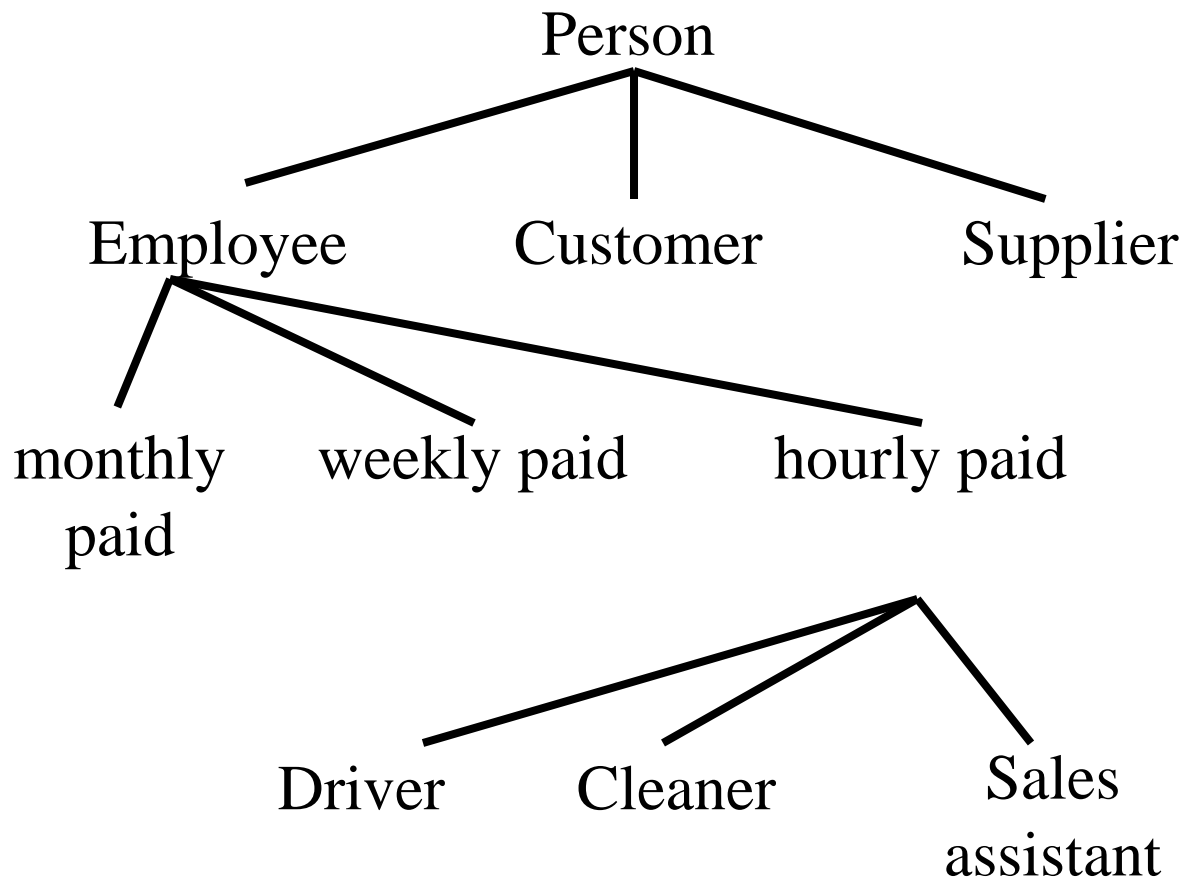 Person
Employee Customer Supplier
monthly paid weekly paid hourly paid
Driver Cleaner Sales assistant